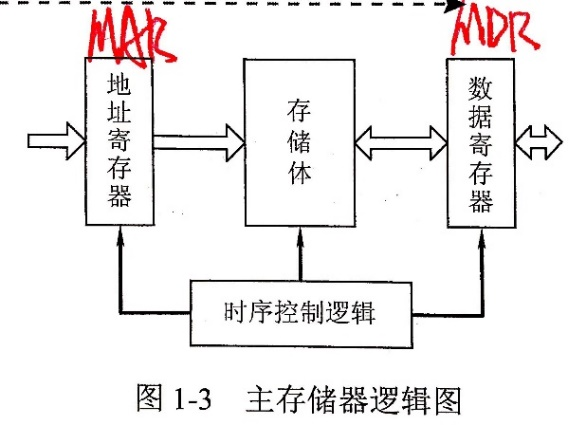 MAR
MDR
地址寄存器
存储体
数据寄存器
时序控制逻辑
图 1-3 主存储器逻辑图